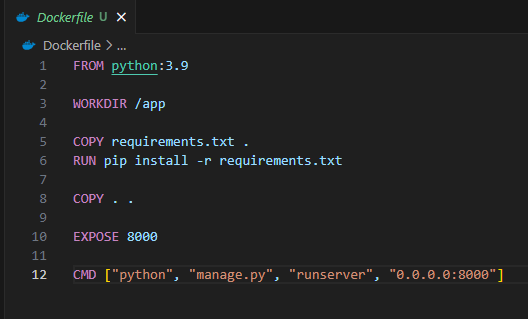 Dockerfile U ×
Dockerfile > ...
1 FROM python:3.9
2
3 WORKDIR /app
4
5 COPY requirements.txt .
6 RUN pip install -r requirements.txt
7
8 COPY . .
9
10 EXPOSE 8000
11
12 CMD ["python", "manage.py", "runserver", "0.0.0.0:8000"]